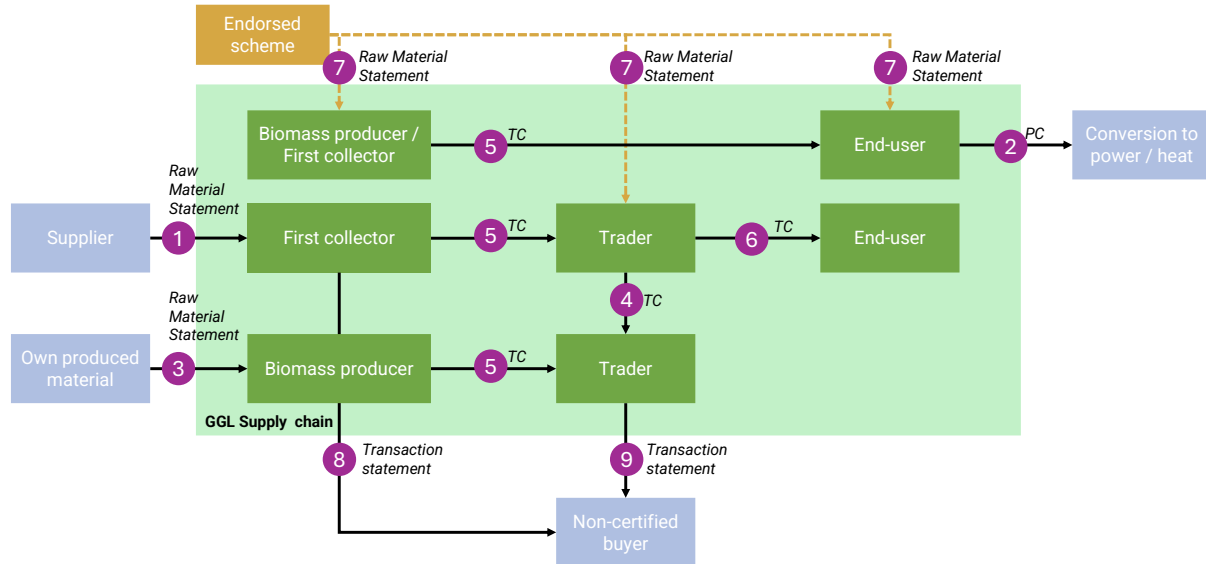 Endorsed
scheme
7
Raw Material
Statement
7
Raw Material
Statement
7
Raw Material
Statement
Biomass producer /
First collector
5
TC
End-user
2
PC
Conversion to
power / heat
Raw
Material
Statement
Supplier
1
First collector
5
TC
Trader
6
TC
End-user
4
TC
Raw
Material
Statement
Own produced
material
3
Biomass producer
5
TC
Trader
GGL Supply chain
8
Transaction
statement
9
Transaction
statement
Non-certified
buyer